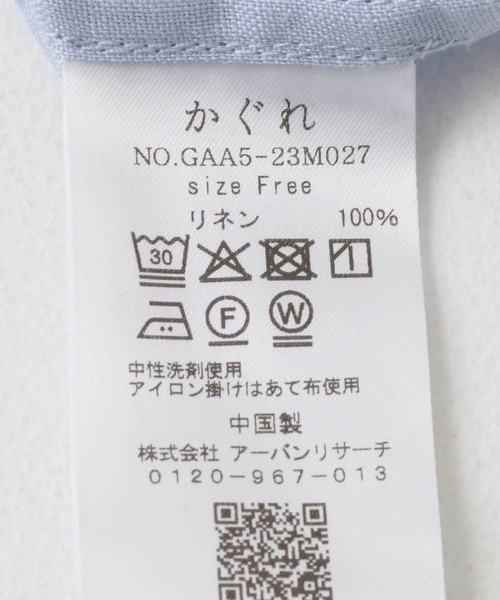 かぐれ
NO.GAA5-23M027
size Free
リネン 100%
30
F W
中性洗剤使用
アイロン掛けはあて布使用
中国製
株式会社 アーバンリサーチ
0120-967-013